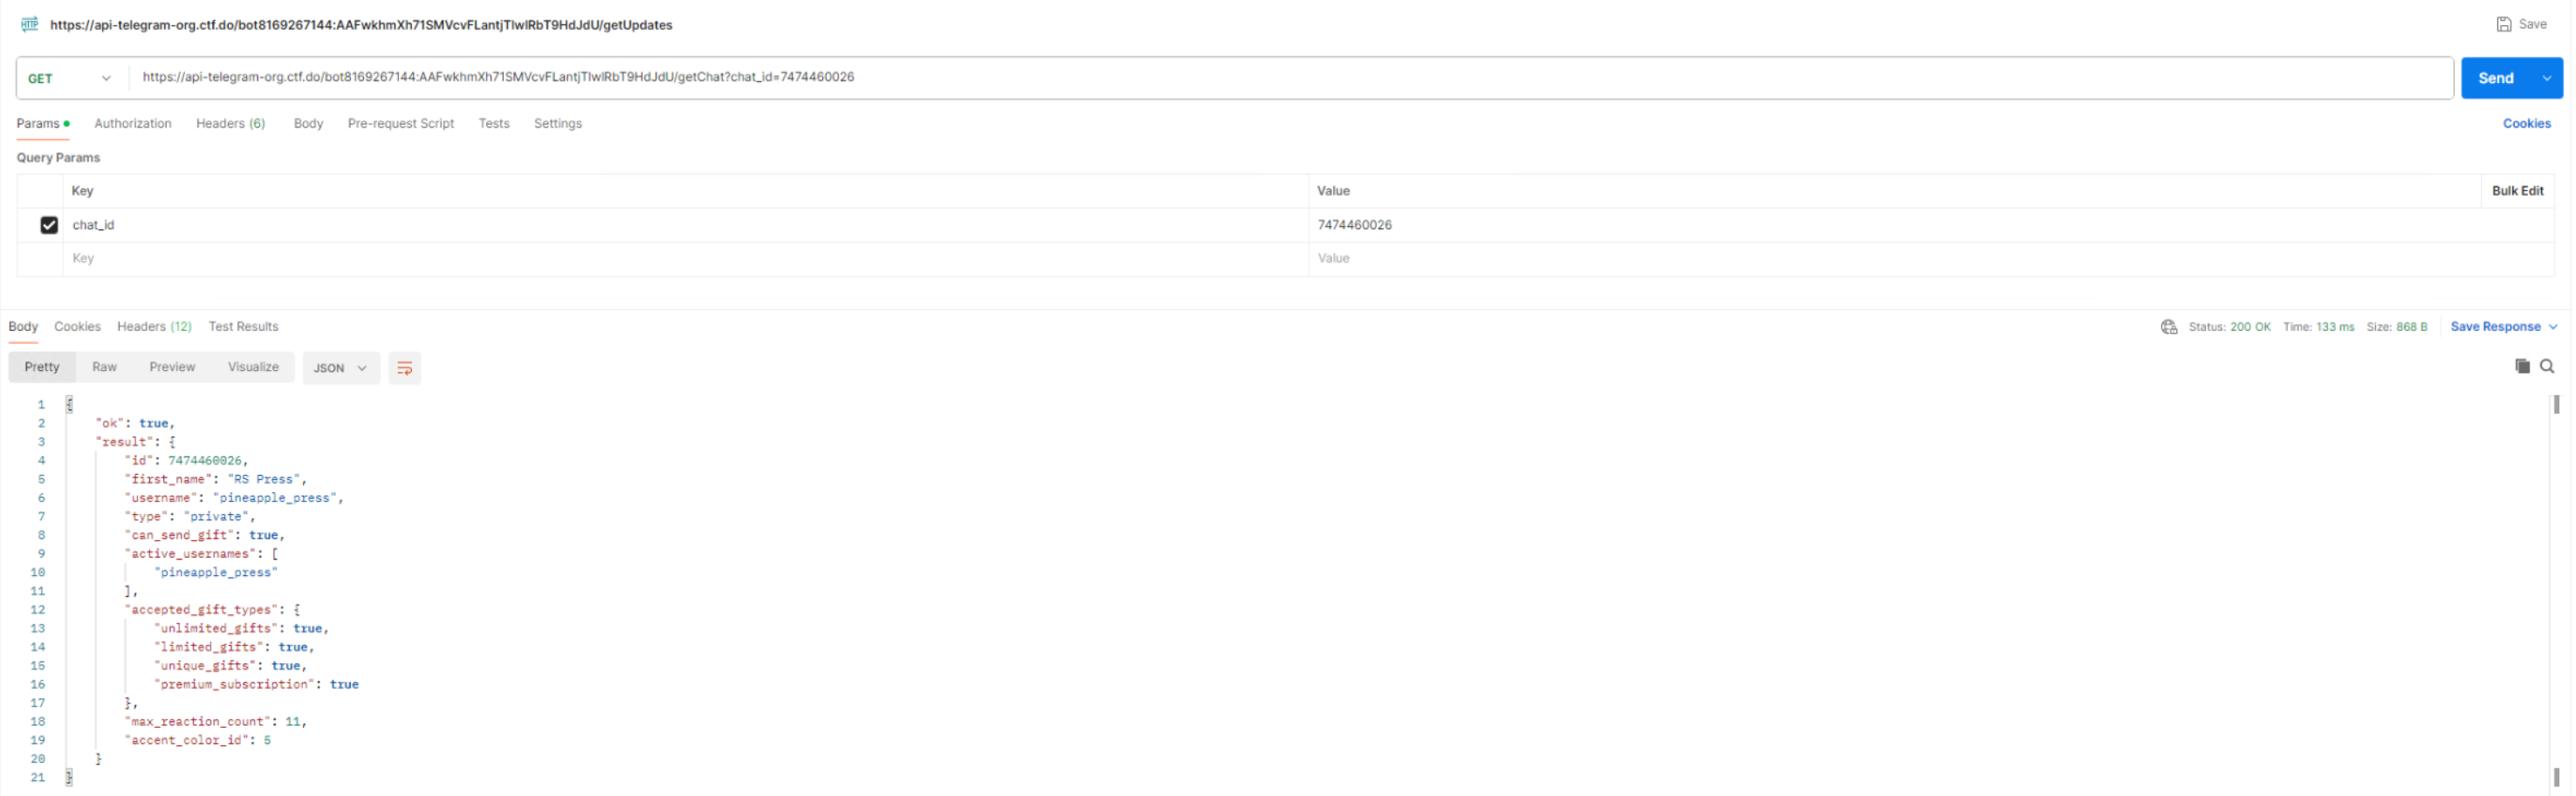 HTTP https://api-telegram-org.ctf.do/bot8169267144:AAFwkhmXh71SMVcvFLantjTlwlRbT9HdJdU/getUpdates Save
GET https://api-telegram-org.ctf.do/bot8169267144:AAFwkhmXh71SMVcvFLantjTlwlRbT9HdJdU/getChat?chat_id=7474460026 Send
Params Authorization Headers (6) Body Pre-request Script Tests Settings Cookies
Query Params
Key Value Bulk Edit
chat_id 7474460026
Key Value
Body Cookies Headers (12) Test Results Status: 200 OK Time: 133 ms Size: 868 B Save Response
Pretty Raw Preview Visualize JSON
1 {
2 "ok": true,
3 "result": {
4 "id": 7474460026,
5 "first_name": "RS Press",
6 "username": "pineapple_press",
7 "type": "private",
8 "can_send_gift": true,
9 "active_usernames": [
10 "pineapple_press"
11 ],
12 "accepted_gift_types": {
13 "unlimited_gifts": true,
14 "limited_gifts": true,
15 "unique_gifts": true,
16 "premium_subscription": true
17 },
18 "max_reaction_count": 11,
19 "accent_color_id": 5
20 }
21 }